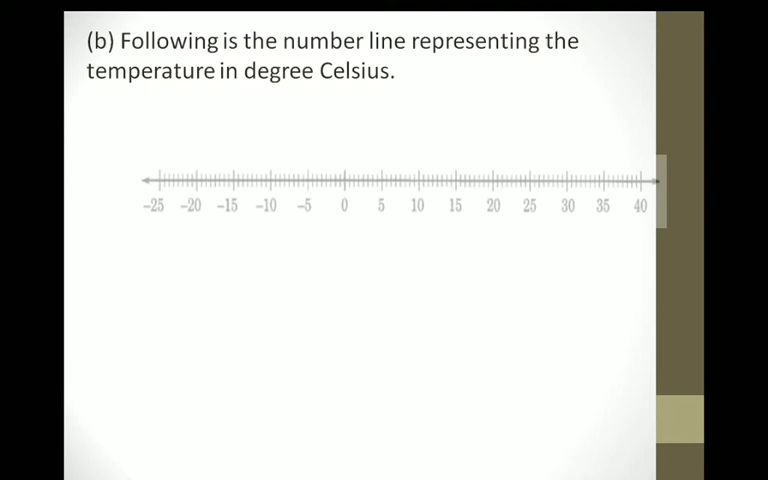 (b) Following is the number line representing the
temperature in degree Celsius.
–25 –20 –15 –10 –5 0 5 10 15 20 25 30 35 40